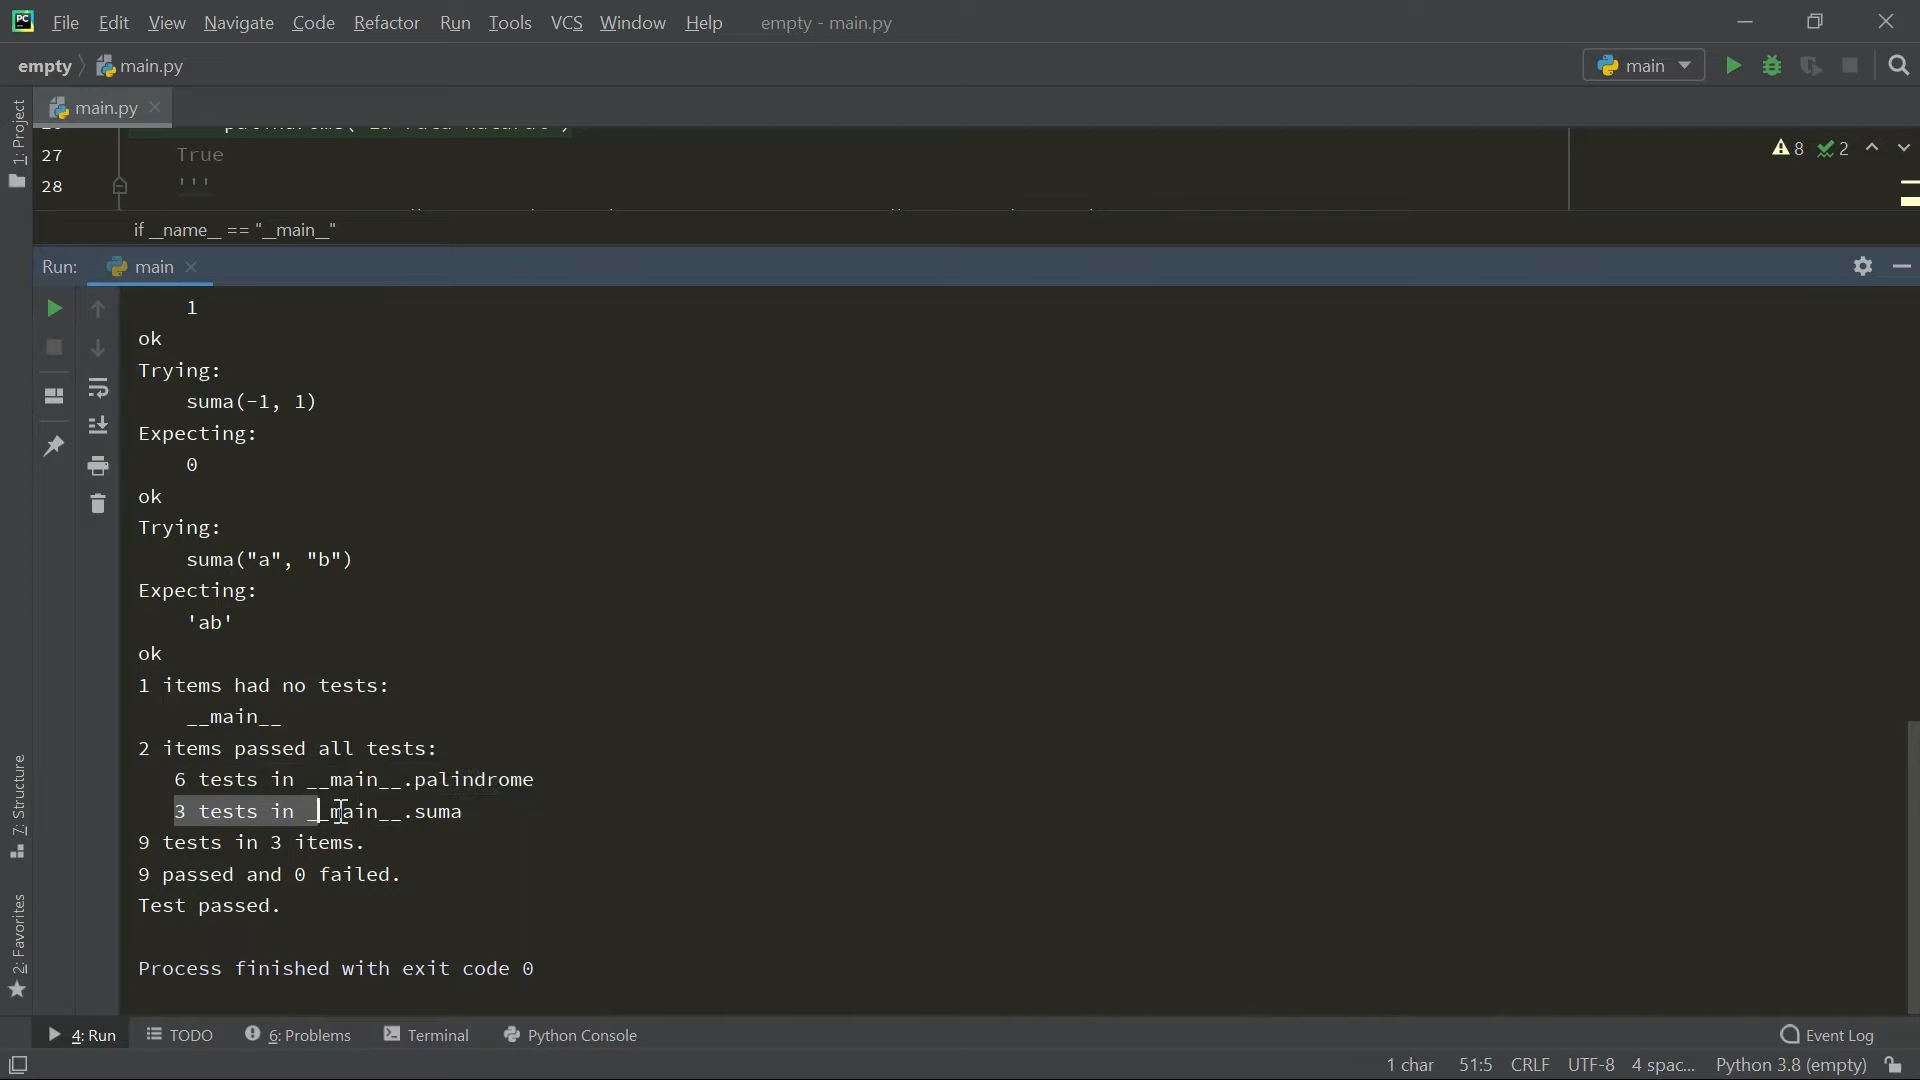 PC File Edit View Navigate Code Refactor Run Tools VCS Window Help empty - main.py
empty main.py main
main.py
1: Project
27 True
28 '''
8 2
if __name__ == "__main__"
Run: main
1
ok
Trying:
suma(-1, 1)
Expecting:
0
ok
Trying:
suma("a", "b")
Expecting:
'ab'
ok
1 items had no tests:
__main__
2 items passed all tests:
6 tests in __main__.palindrome
3 tests in __main__.suma
9 tests in 3 items.
9 passed and 0 failed.
Test passed.
Process finished with exit code 0
7: Structure
2: Favorites
4: Run TODO 6: Problems Terminal Python Console Event Log
1 char 51:5 CRLF UTF-8 4 spac... Python 3.8 (empty)